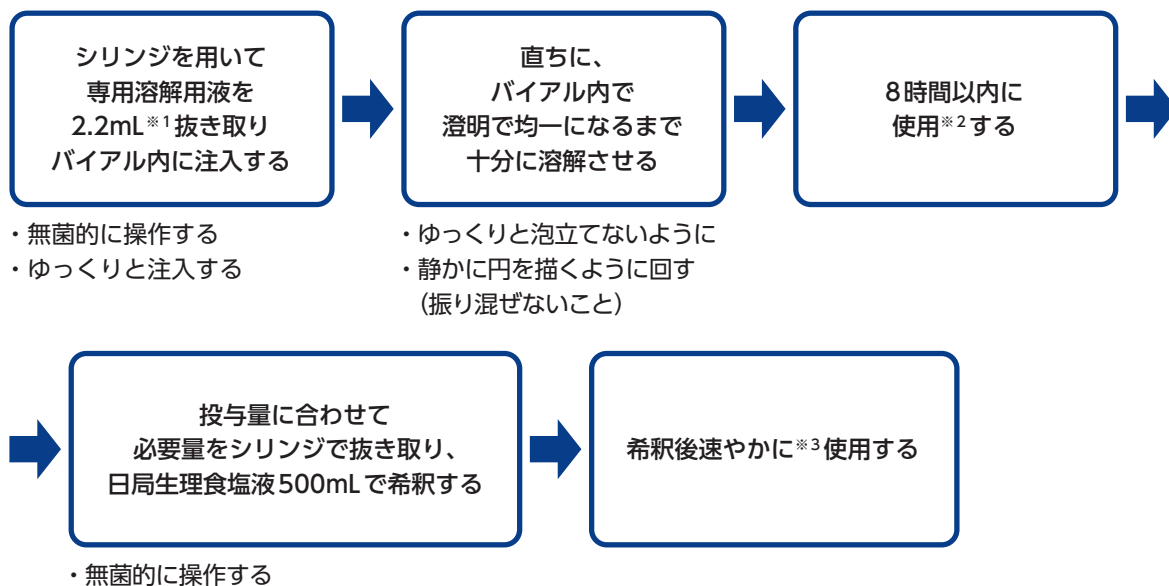 シリンジを用いて
専用溶解用液を
2.2mL※1抜き取り
バイアル内に注入する
・無菌的に操作する
・ゆっくりと注入する
直ちに、
バイアル内で
澄明で均一になるまで
十分に溶解させる
・ゆっくりと泡立てないように
・静かに円を描くように回す
（振り混ぜないこと）
8時間以内に
使用※2する
投与量に合わせて
必要量をシリンジで抜き取り、
日局生理食塩液500mLで希釈する
・無菌的に操作する
希釈後速やかに※3使用する